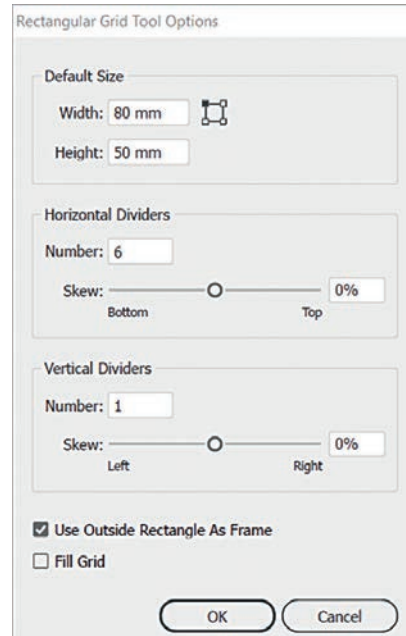 Rectangular Grid Tool Options
Default Size
Width: 80 mm
Height: 50 mm
Horizontal Dividers
Number: 6
Skew: 0%
Bottom Top
Vertical Dividers
Number: 1
Skew: 0%
Left Right
Use Outside Rectangle As Frame
Fill Grid
OK Cancel